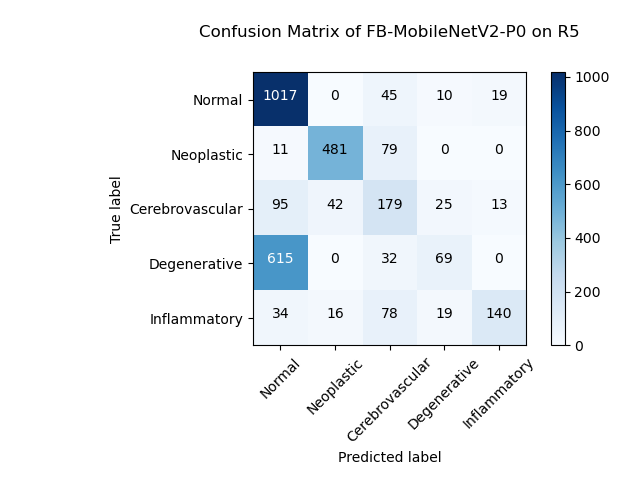 Confusion Matrix of FB-MobileNetV2-P0 on R5
True label
Normal 1017 0 45 10 19
Neoplastic 11 481 79 0 0
Cerebrovascular 95 42 179 25 13
Degenerative 615 0 32 69 0
Inflammatory 34 16 78 19 140
Normal Neoplastic Cerebrovascular Degenerative Inflammatory
Predicted label
1000
800
600
400
200
0